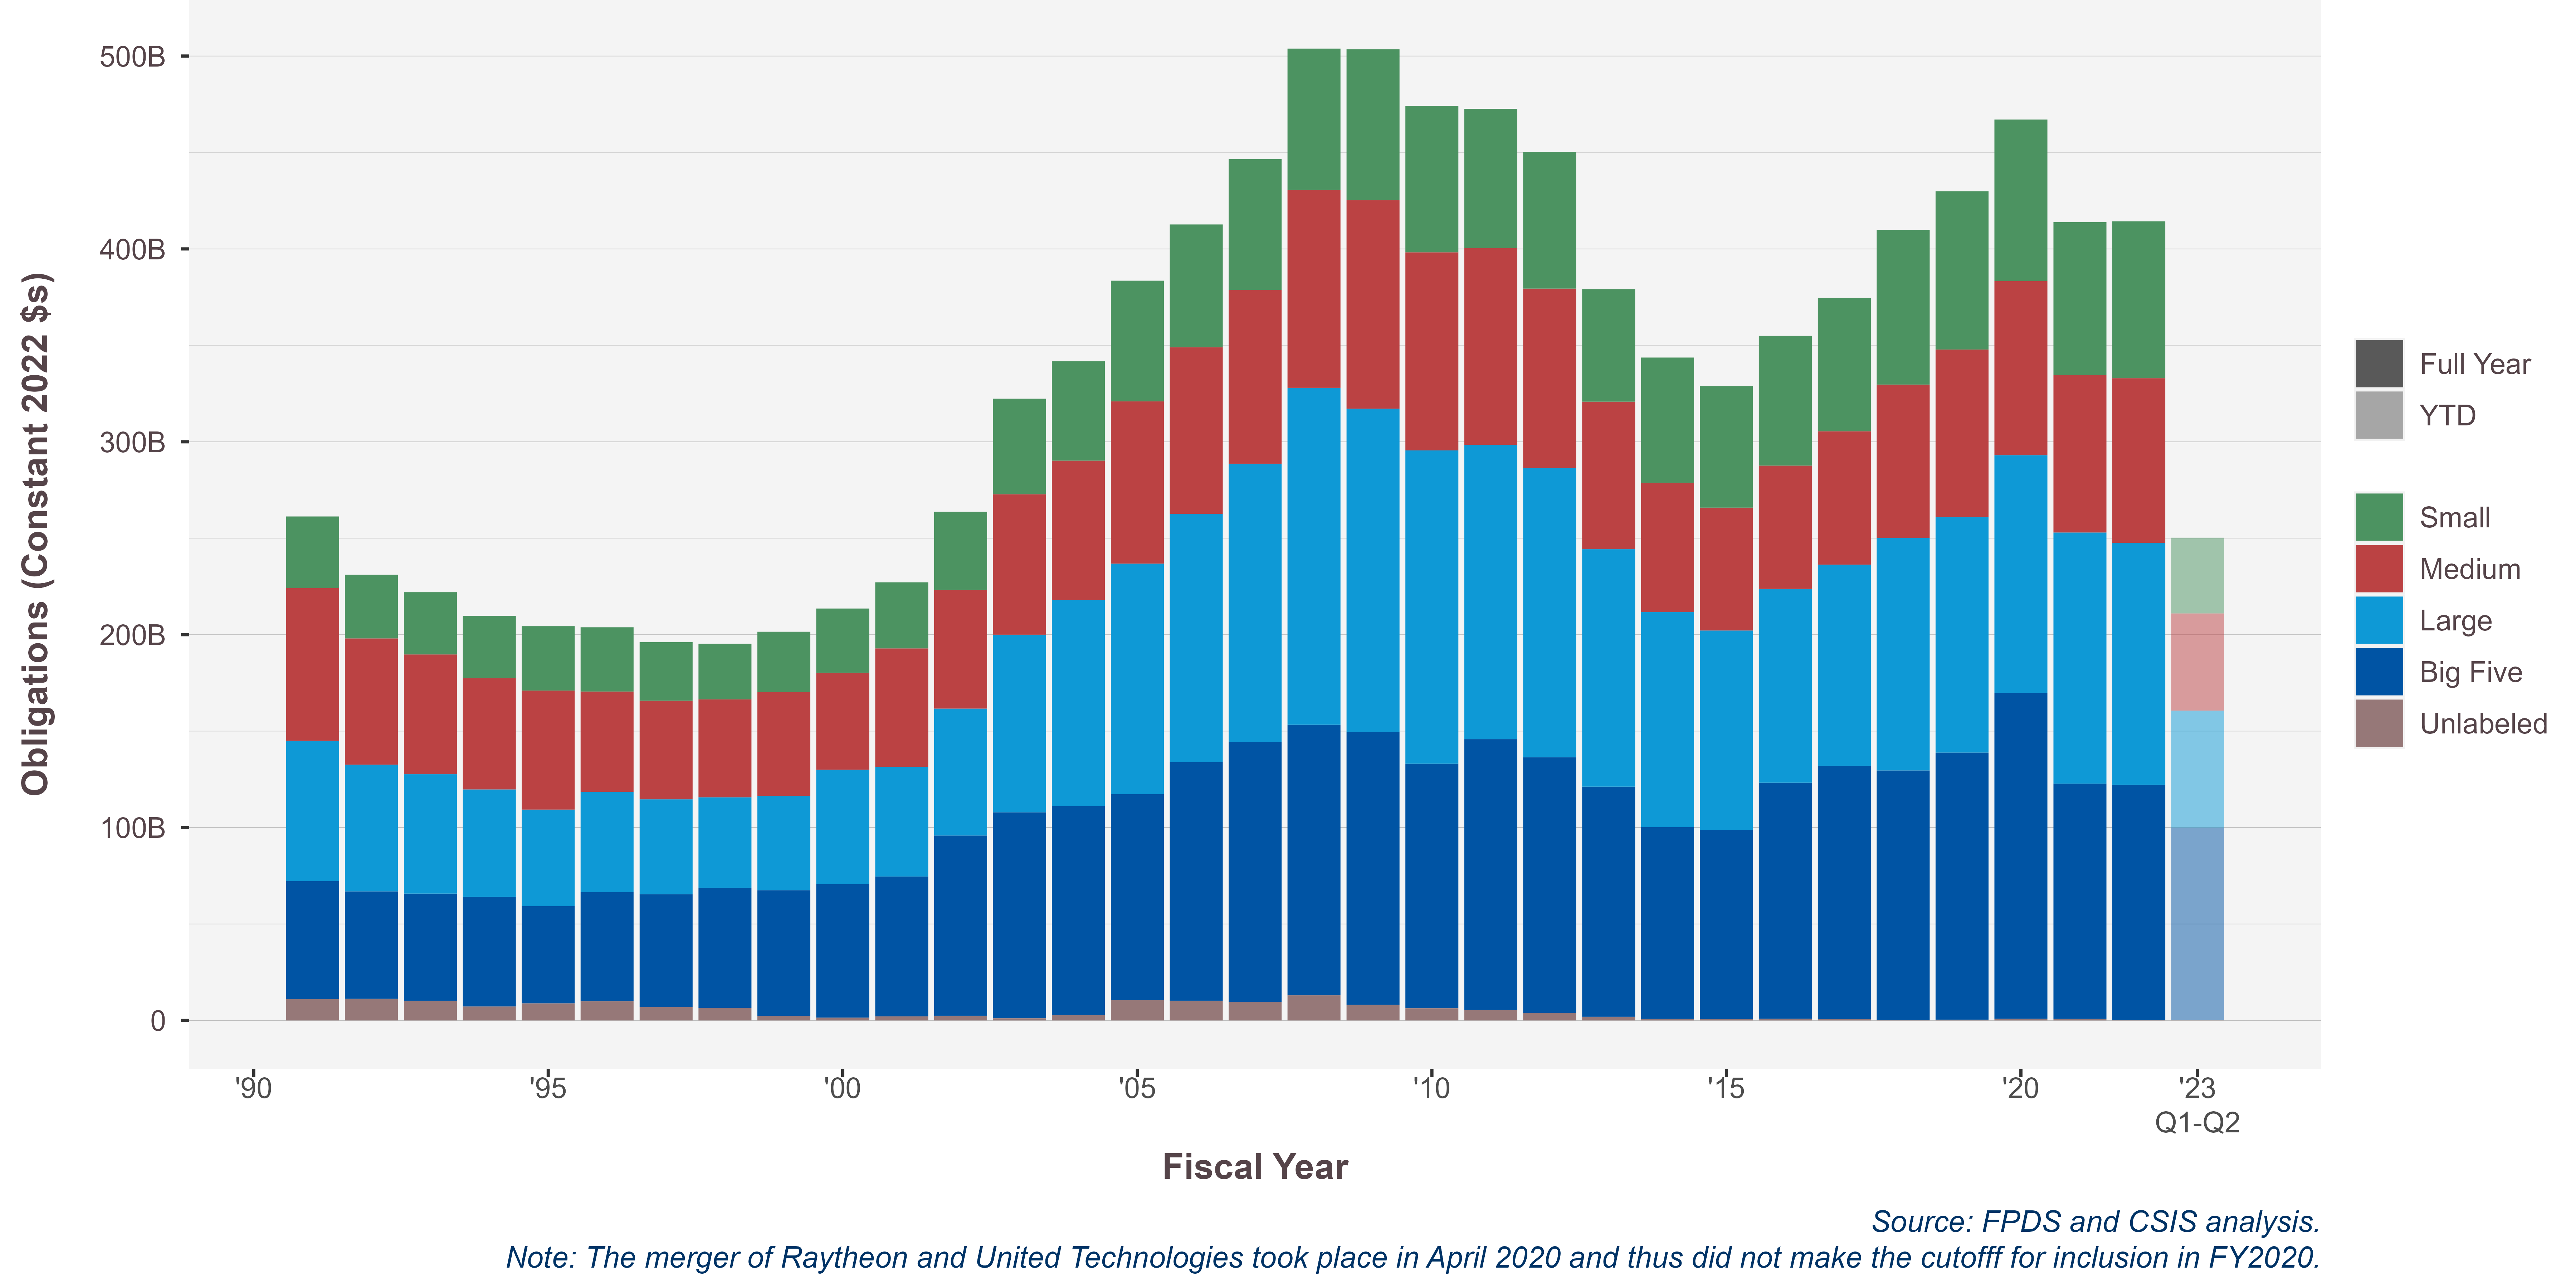 Obligations (Constant 2022 $s)
500B
400B
300B
200B
100B
0
'90
'95
'00
'05
'10
'15
'20
'23
Q1-Q2
Fiscal Year
Full Year
YTD
Small
Medium
Large
Big Five
Unlabeled
Source: FPDS and CSIS analysis.
Note: The merger of Raytheon and United Technologies took place in April 2020 and thus did not make the cutofff for inclusion in FY2020.